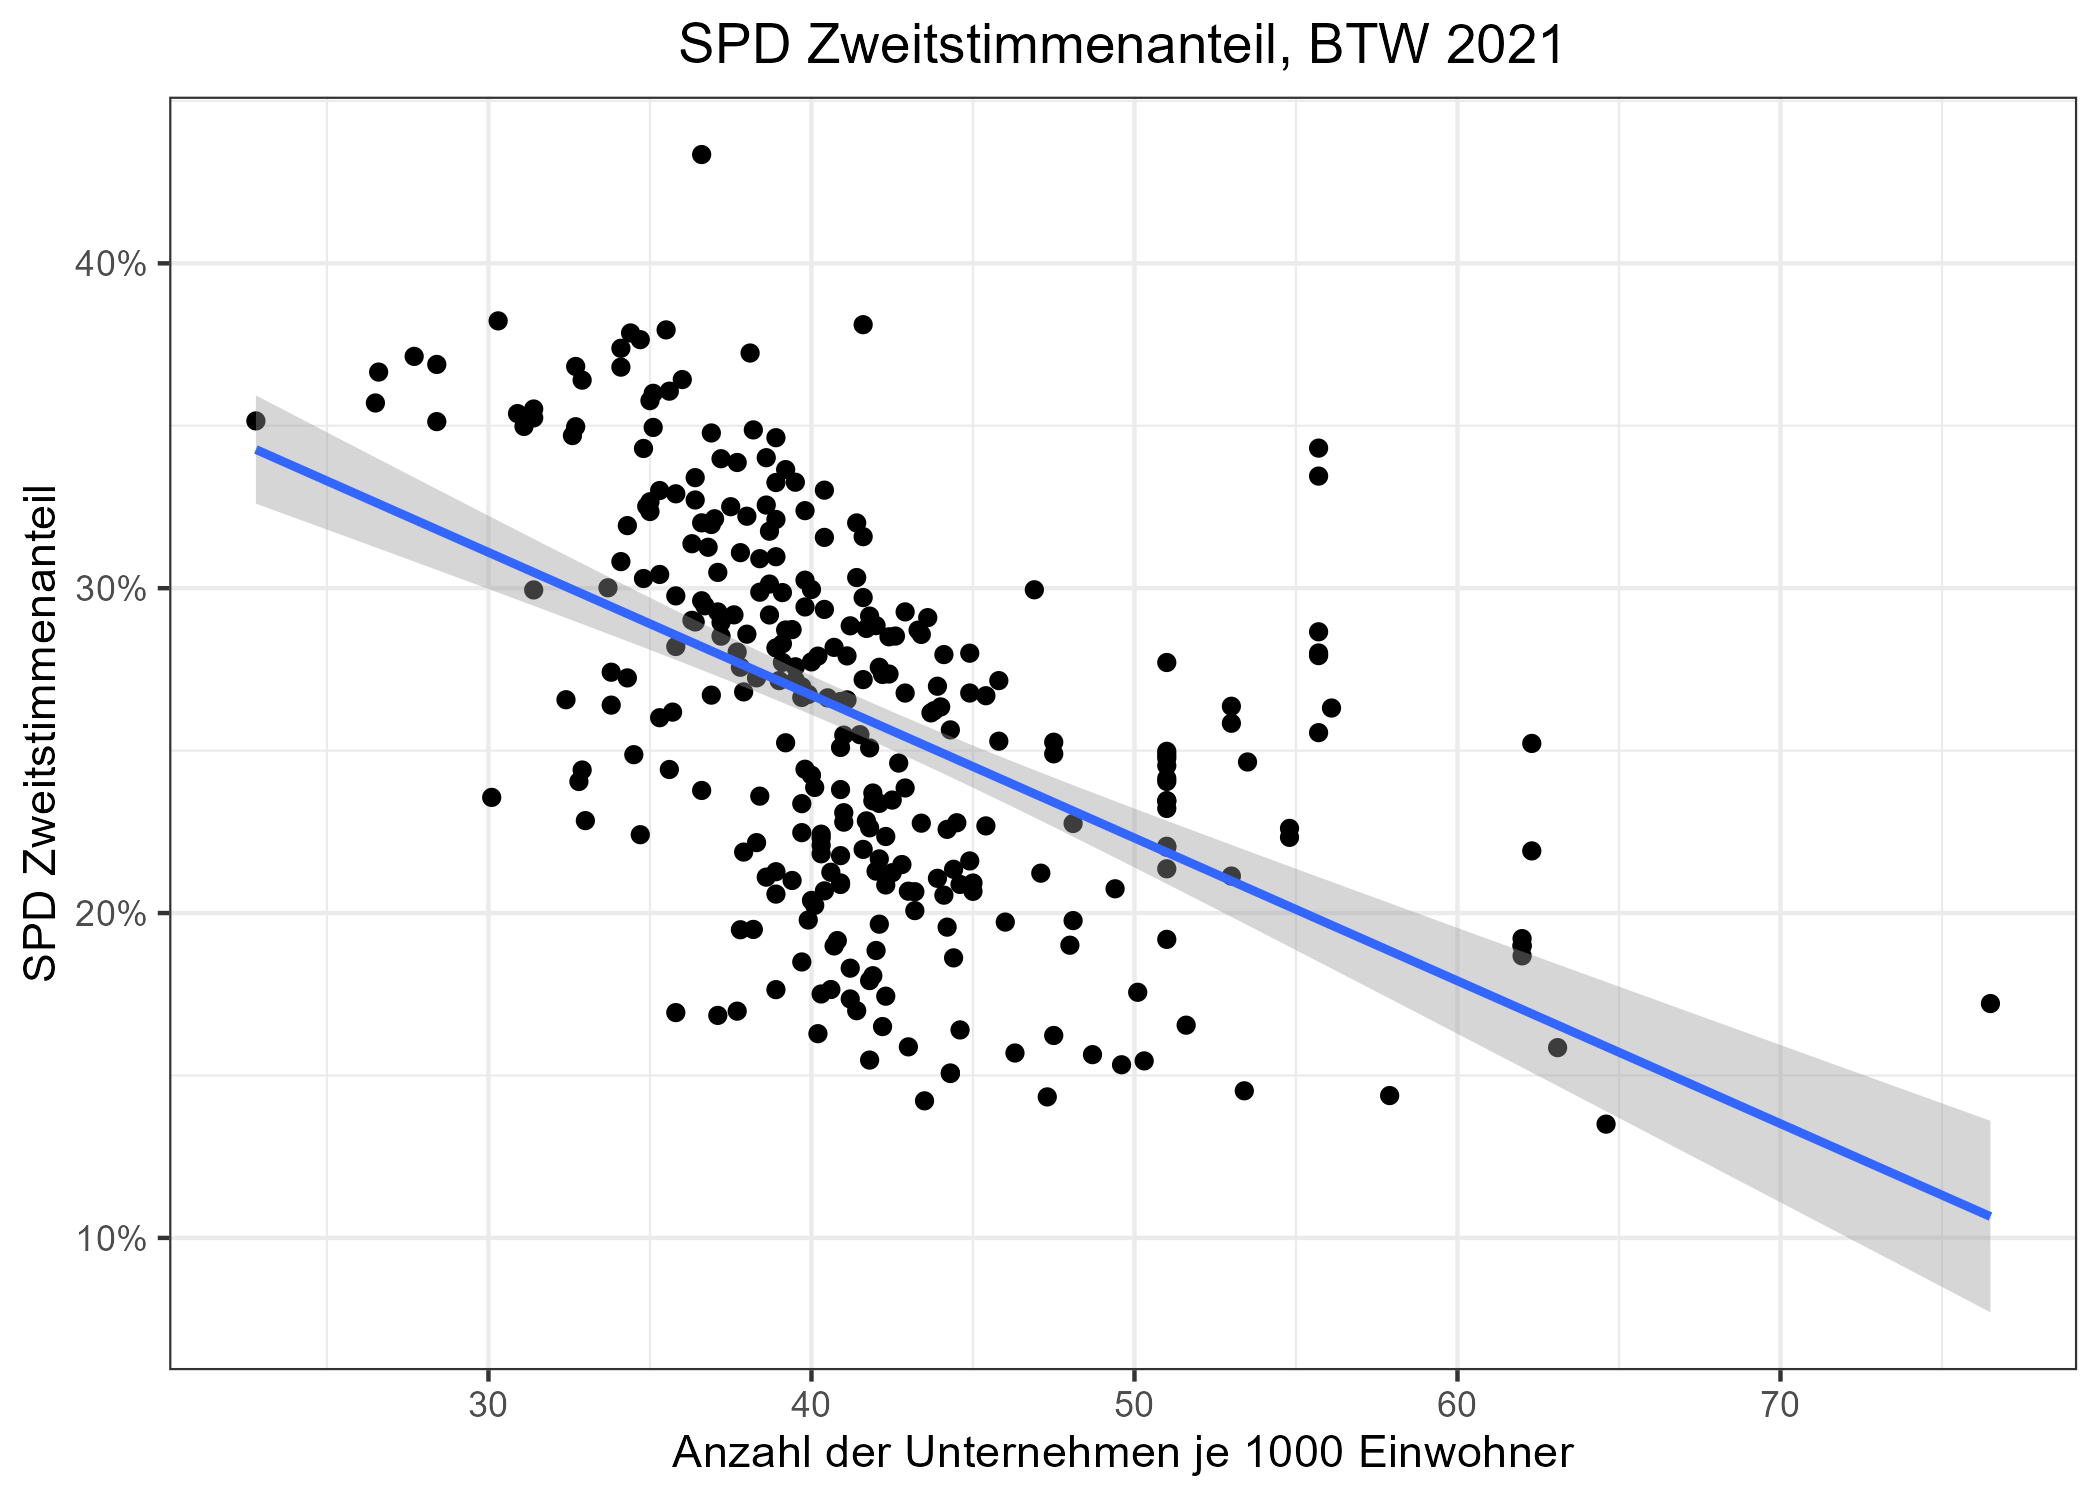 SPD Zweitstimmenanteil, BTW 2021
SPD Zweitstimmenanteil
40%
30%
20%
10%
30 40 50 60 70
Anzahl der Unternehmen je 1000 Einwohner